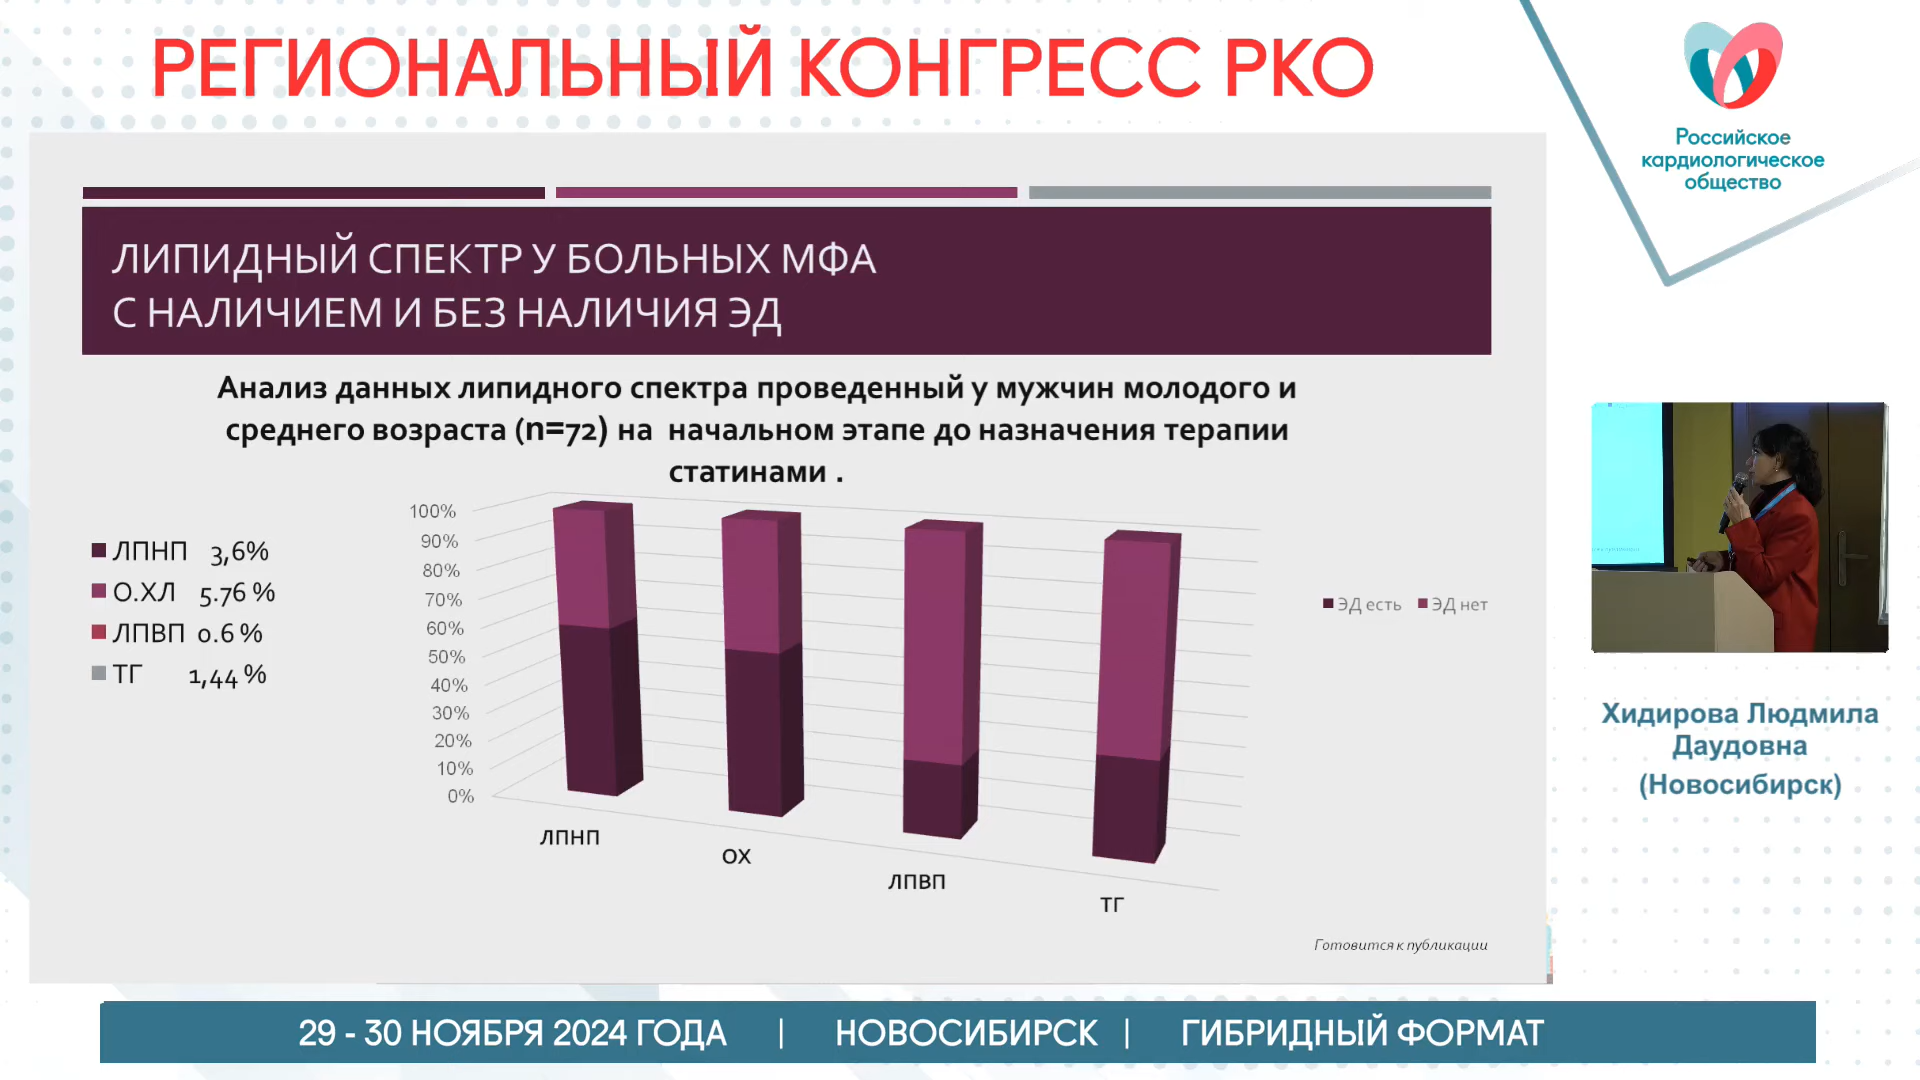 РЕГИОНАЛЬНЫЙ КОНГРЕСС РКО
Российское
кардиологическое
общество
ЛИПИДНЫЙ СПЕКТР У БОЛЬНЫХ МФА
С НАЛИЧИЕМ И БЕЗ НАЛИЧИЯ ЭД
Анализ данных липидного спектра проведенный у мужчин молодого и
среднего возраста (n=72) на начальном этапе до назначения терапии
статинами .
ЛПНП 3,6%
О.ХЛ 5.76 %
ЛПВП 0.6 %
ТГ 1,44 %
100%
90%
80%
70%
60%
50%
40%
30%
20%
10%
0%
ЛПНП
ОХ
ЛПВП
ТГ
ЭД есть ЭД нет
Готовится к публикации
Хидирова Людмила
Даудовна
(Новосибирск)
29 - 30 НОЯБРЯ 2024 ГОДА | НОВОСИБИРСК | ГИБРИДНЫЙ ФОРМАТ